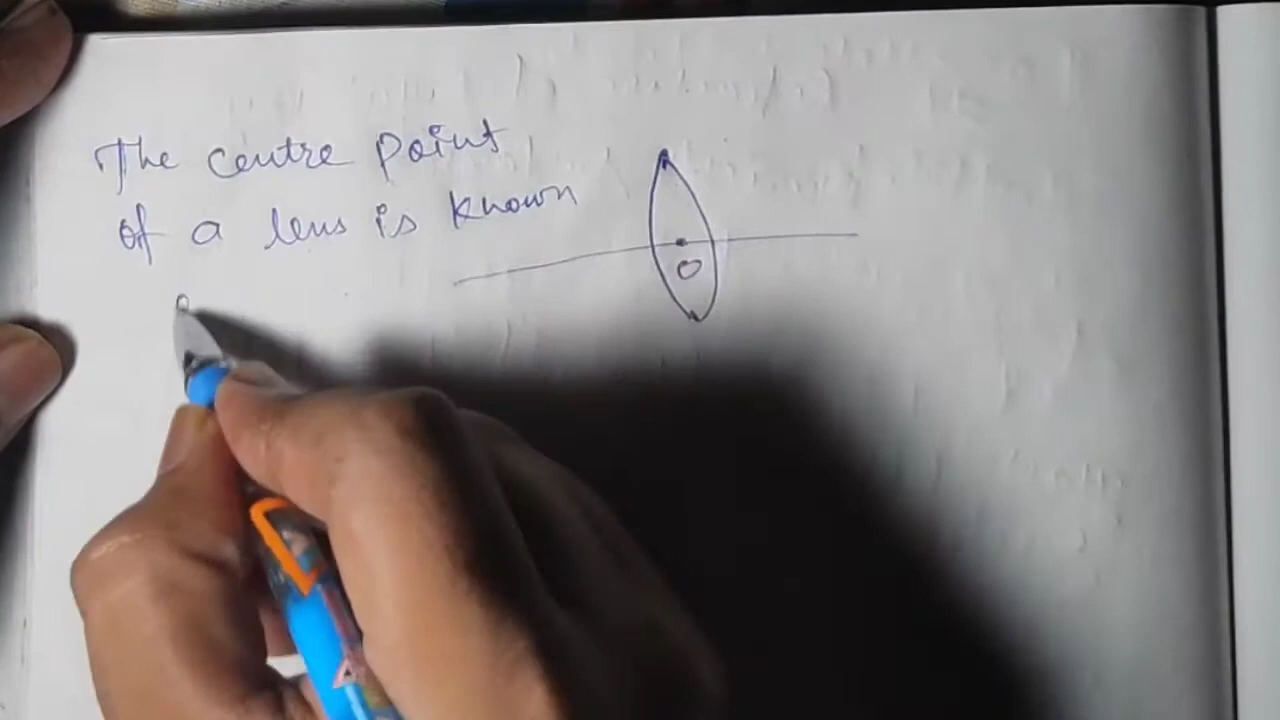 The centre point
of a lens is known
O